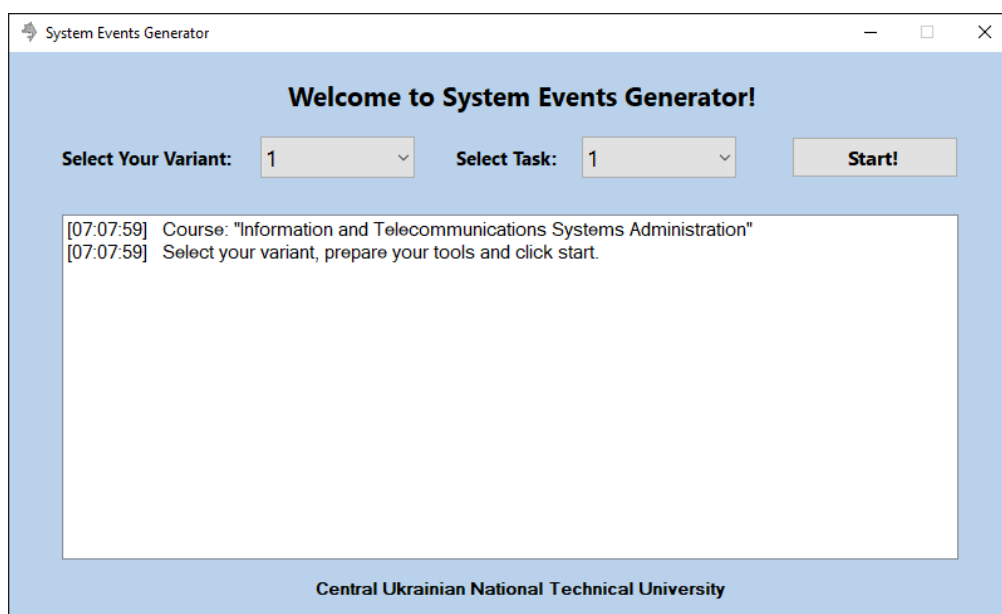 System Events Generator
Welcome to System Events Generator!
Select Your Variant: 1 Select Task: 1 Start!
[07:07:59] Course: "Information and Telecommunications Systems Administration"
[07:07:59] Select your variant, prepare your tools and click start.
Central Ukrainian National Technical University